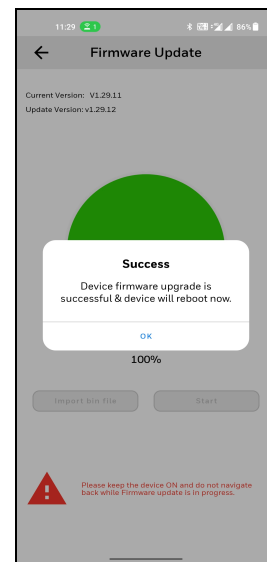 11:29 1 86%
Firmware Update
Current Version: V1.29.11
Update Version: v1.29.12
Success
Device firmware upgrade is
successful & device will reboot now.
OK
100%
Import bin file Start
Please keep the device ON and do not navigate
back while Firmware update is in progress.